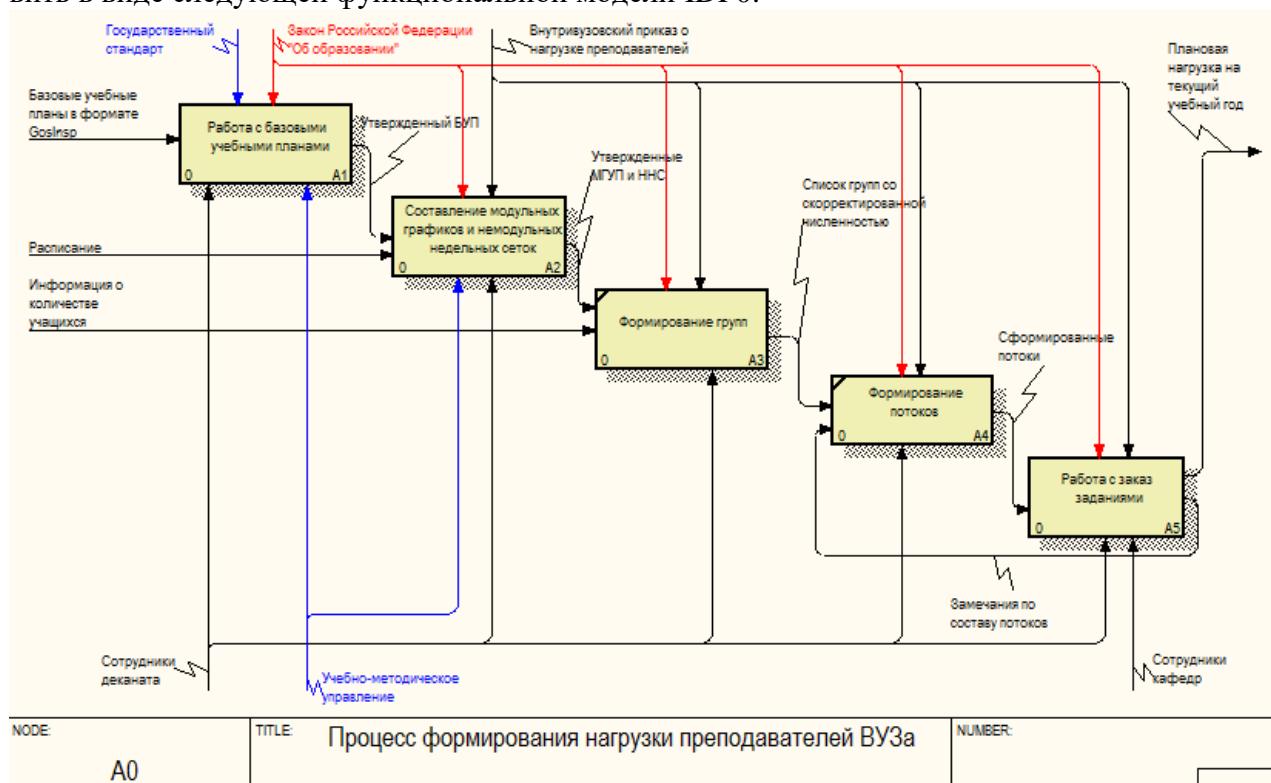 вить в виде следующей функциональной модели IDF0:
Государственный
стандарт
Закон Российской Федерации
"Об образовании"
Внутривузовский приказ о
нагрузке преподавателей
Плановая
нагрузка на
текущий
учебный год
Базовые учебные
планы в формате
GosInsp
Работа с базовыми
учебными планами
0
A1
Утвержденный БУП
Утвержденные
МГУП и ННС
Список групп со
скорректированной
численностью
Расписание
Составление модульных
графиков и немодульных
недельных сеток
0
A2
Информация о
количестве
учащихся
Формирование групп
0
A3
Сформированные
потоки
Формирование
потоков
0
A4
Работа с заказ
заданиями
0
A5
Замечания по
составу потоков
Сотрудники
деканата
Учебно-методическое
управление
Сотрудники
кафедр
NODE:
A0
TITLE:
Процесс формирования нагрузки преподавателей ВУЗа
NUMBER: